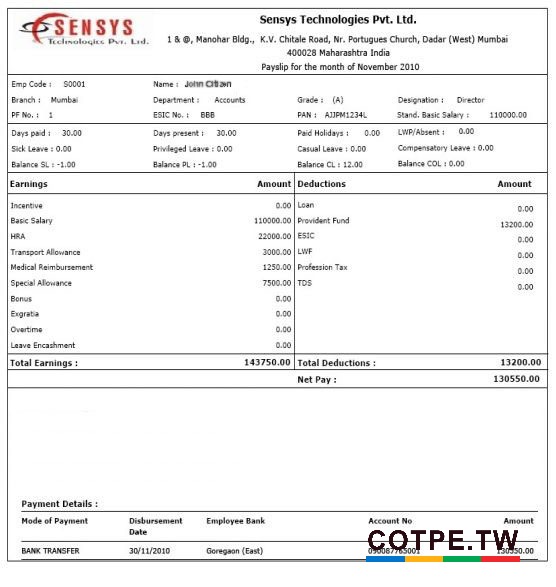 SENSYS
Technologies Pvt. Ltd.
Sensys Technologies Pvt. Ltd.
1 & @, Manohar Bldg., K.V. Chitale Road, Nr. Portugues Church, Dadar (West) Mumbai
400028 Maharashtra India
Payslip for the month of November 2010
Emp Code : S0001 Name : John Citizen
Branch : Mumbai Department : Accounts Grade : (A) Designation : Director
PF No. : 1 ESIC No. : BBB PAN : AJJPM1234L Stand. Basic Salary : 110000.00
Days paid : 30.00 Days present : 30.00 Paid Holidays : 0.00 LWP/Absent : 0.00
Sick Leave : 0.00 Privileged Leave : 0.00 Casual Leave : 0.00 Compensatory Leave : 0.00
Balance SL : -1.00 Balance PL : -1.00 Balance CL : 12.00 Balance COL : 0.00
Earnings Amount Deductions Amount
Incentive 0.00 Loan 0.00
Basic Salary 110000.00 Provident Fund 13200.00
HRA 22000.00 ESIC 0.00
Transport Allowance 3000.00 LWF 0.00
Medical Reimbursement 1250.00 Profession Tax 0.00
Special Allowance 7500.00 TDS 0.00
Bonus 0.00
Exgratia 0.00
Overtime 0.00
Leave Encashment 0.00
Total Earnings : 143750.00 Total Deductions : 13200.00
Net Pay : 130550.00
Payment Details :
Mode of Payment Disbursement Date Employee Bank Account No Amount
BANK TRANSFER 30/11/2010 Goregaon (East) 130550.00
COTPE.TW